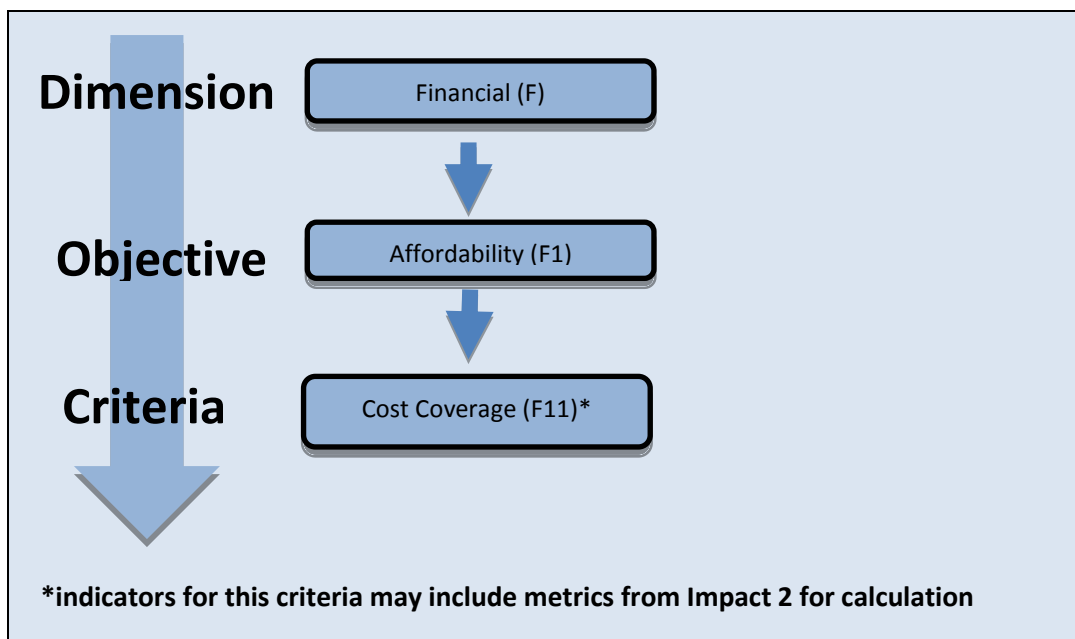 Dimension
Financial (F)
Objective
Affordability (F1)
Criteria
Cost Coverage (F11)*
*indicators for this criteria may include metrics from Impact 2 for calculation